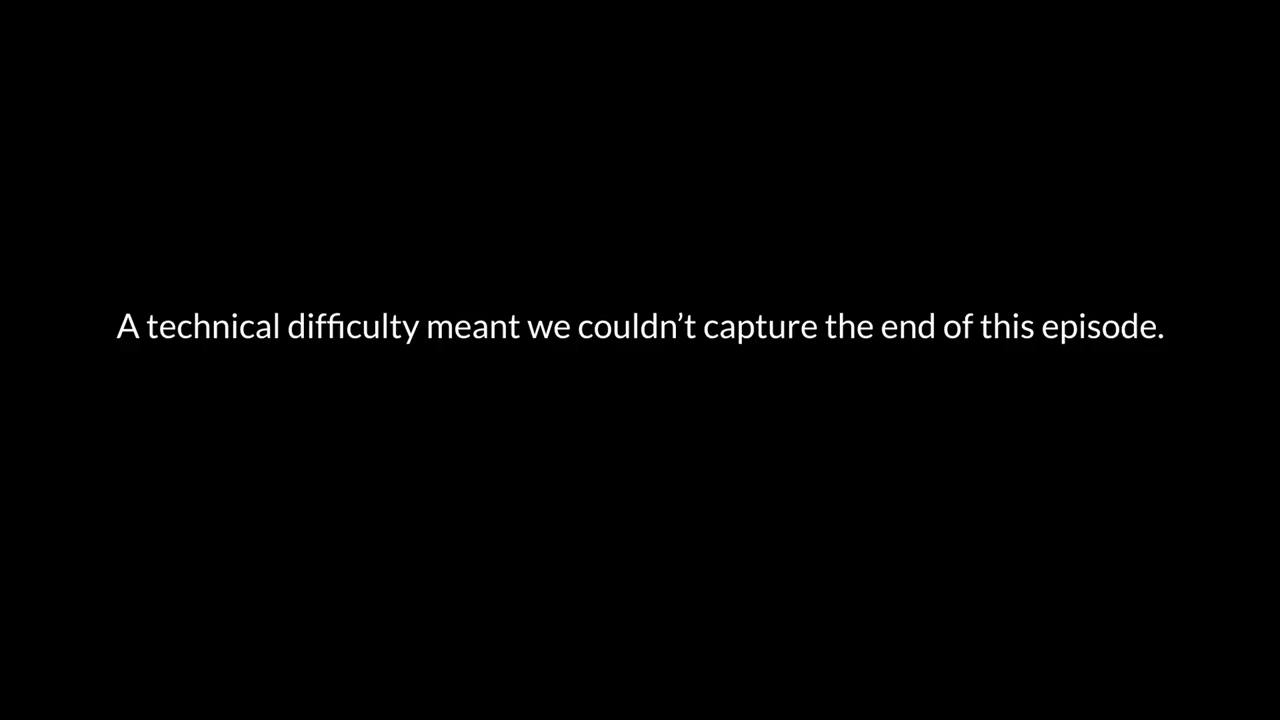 A technical difficulty meant we couldn’t capture the end of this episode.